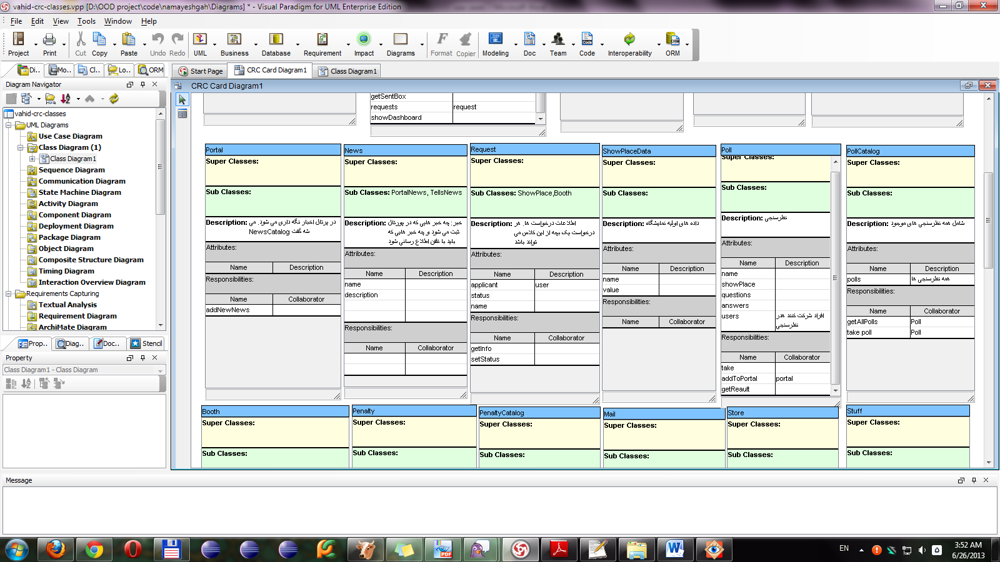 vahid-crc-classes.vpp [D:\OOD project\code\namayeshgah\Diagrams] * - Visual Paradigm for UML Enterprise Edition
File Edit View Tools Window Help
Project Print Cut Copy Paste Undo Redo UML Business Database Requirement Impact Diagrams Format Copier Modeling Doc Team Code Interoperability ORM
Di.. Mo.. Cl.. Lo.. ORM
Start Page CRC Card Diagram1 Class Diagram1
Diagram Navigator
vahid-crc-classes
UML Diagrams
Use Case Diagram
Class Diagram (1)
Class Diagram1
Sequence Diagram
Communication Diagram
State Machine Diagram
Activity Diagram
Component Diagram
Deployment Diagram
Package Diagram
Object Diagram
Composite Structure Diagram
Timing Diagram
Interaction Overview Diagram
Requirements Capturing
Textual Analysis
Requirement Diagram
ArchiMate Diagram
Prop.. Diag.. Doc.. Stencil
Property
Class Diagram1 - Class Diagram
CRC Card Diagram1
getSentBox
requests request
showDashboard
Portal
Super Classes:
Sub Classes:
Description: در پرتال اخبار نگه داری می شود. می
شه گفت NewsCatalog
Attributes:
Name Description
Responsibilities:
Name Collaborator
addNewNews
News
Super Classes:
Sub Classes: PortalNews, TellsNews
Description: خبر: چه خبر هایی که در پورتال
ثبت می شود و چه خبر هایی که
باید با تلفن اطلاع رسانی شود
Attributes:
Name Description
name
description
Responsibilities:
Name Collaborator
Request
Super Classes:
Sub Classes: ShowPlace,Booth
Description: اطلاعات درخواست ها. هر
درخواست یک بچه از این کلاس می
تواند باشد
Attributes:
Name Description
applicant user
status
name
Responsibilities:
Name Collaborator
getInfo
setStatus
ShowPlaceData
Super Classes:
Sub Classes:
Description: داده های اولیه نمایشگاه
Attributes:
Name Description
name
value
Responsibilities:
Name Collaborator
Poll
Super Classes:
Sub Classes:
Description: نظرسنجی
Attributes:
Name Description
name
showPlace
questions
answers
users افراد شرکت کنند هدر
نظرسنجی
Responsibilities:
Name Collaborator
take
addToPortal portal
getReault
PollCatalog
Super Classes:
Sub Classes:
Description: شامل همه نظرسنجی های موجود
Attributes:
Name Description
polls همه نظرسنجی ها
Responsibilities:
Name Collaborator
getAllPolls Poll
take poll Poll
Booth
Super Classes:
Sub Classes:
Penalty
Super Classes:
Sub Classes:
PenaltyCatalog
Super Classes:
Sub Classes:
Mail
Super Classes:
Sub Classes:
Store
Super Classes:
Sub Classes:
Stuff
Super Classes:
Sub Classes:
Message
EN
3:52 AM
6/26/2013